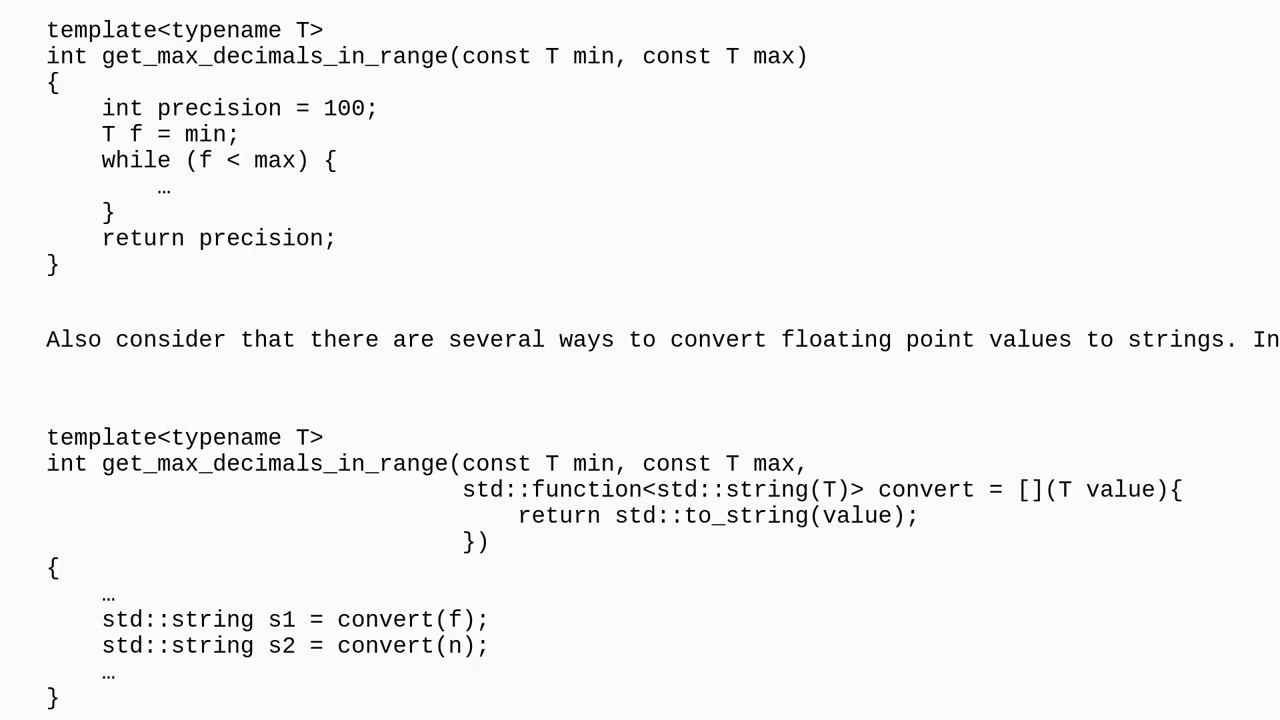 template<typename T>
int get_max_decimals_in_range(const T min, const T max)
{
    int precision = 100;
    T f = min;
    while (f < max) {
        …
    }
    return precision;
}
Also consider that there are several ways to convert floating point values to strings. In
template<typename T>
int get_max_decimals_in_range(const T min, const T max,
                              std::function<std::string(T)> convert = [](T value){
                                  return std::to_string(value);
                              })
{
    …
    std::string s1 = convert(f);
    std::string s2 = convert(n);
    …
}